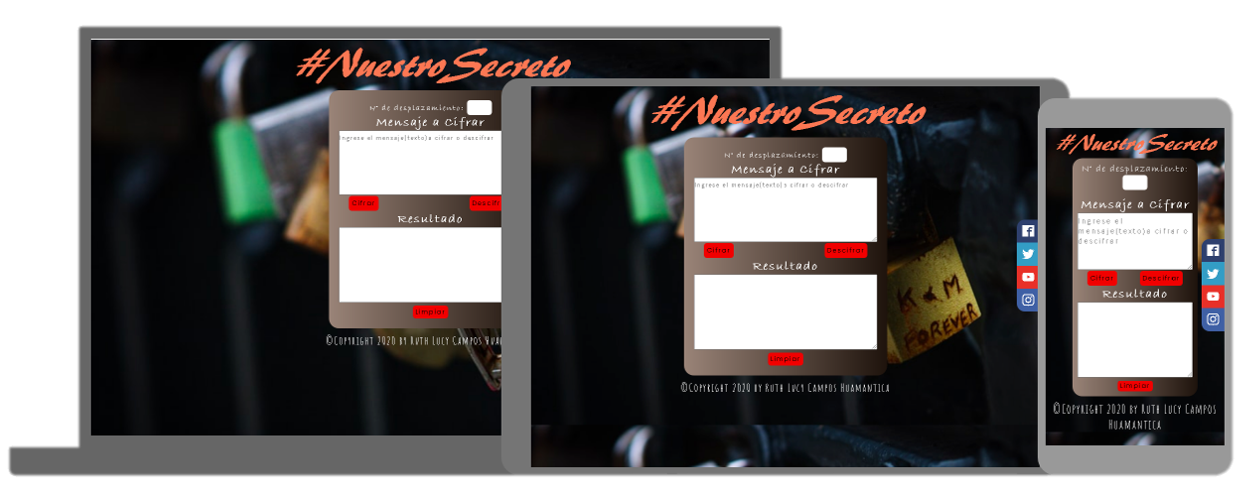 #NuestroSecreto
N° de desplazamiento:
Mensaje a Cifrar
Ingrese el mensaje(texto)a cifrar o descifrar
Cifrar
Descifr
Resultado
Limpiar
©Copyright 2020 by Ruth Lucy Campos Hua
#NuestroSecreto
N° de desplazamiento:
Mensaje a Cifrar
Ingrese el mensaje(texto)a cifrar o descifrar
Cifrar
Descifrar
Resultado
K & M
FOREVER
Limpiar
©Copyright 2020 by Ruth Lucy Campos Huamantica
#NuestroSecreto
N° de desplazamiento:
Mensaje a Cifrar
Ingrese el
mensaje(texto)a cifrar o
descifrar
Cifrar
Descifrar
Resultado
Limpiar
©Copyright 2020 by Ruth Lucy Campos
Huamantica